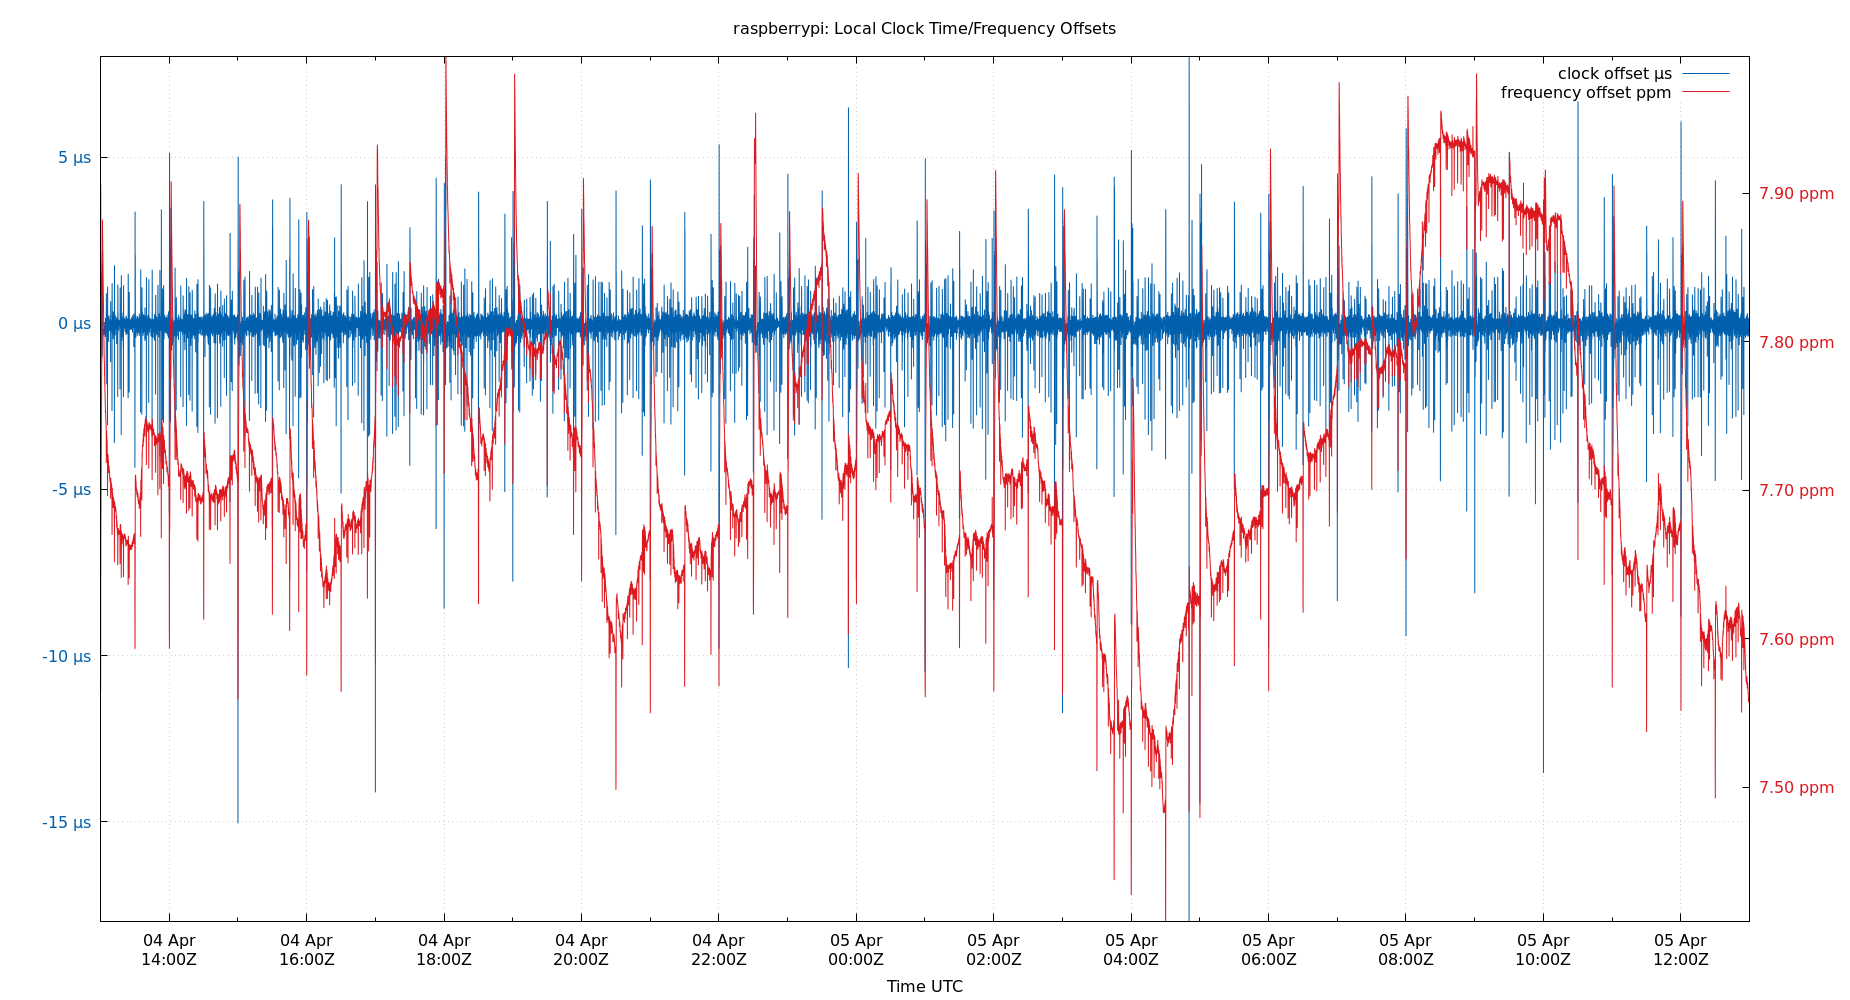 raspberrypi: Local Clock Time/Frequency Offsets
clock offset µs
frequency offset ppm
5 µs
0 µs
-5 µs
-10 µs
-15 µs
7.90 ppm
7.80 ppm
7.70 ppm
7.60 ppm
7.50 ppm
04 Apr
14:00Z
04 Apr
16:00Z
04 Apr
18:00Z
04 Apr
20:00Z
04 Apr
22:00Z
05 Apr
00:00Z
05 Apr
02:00Z
05 Apr
04:00Z
05 Apr
06:00Z
05 Apr
08:00Z
05 Apr
10:00Z
05 Apr
12:00Z
Time UTC